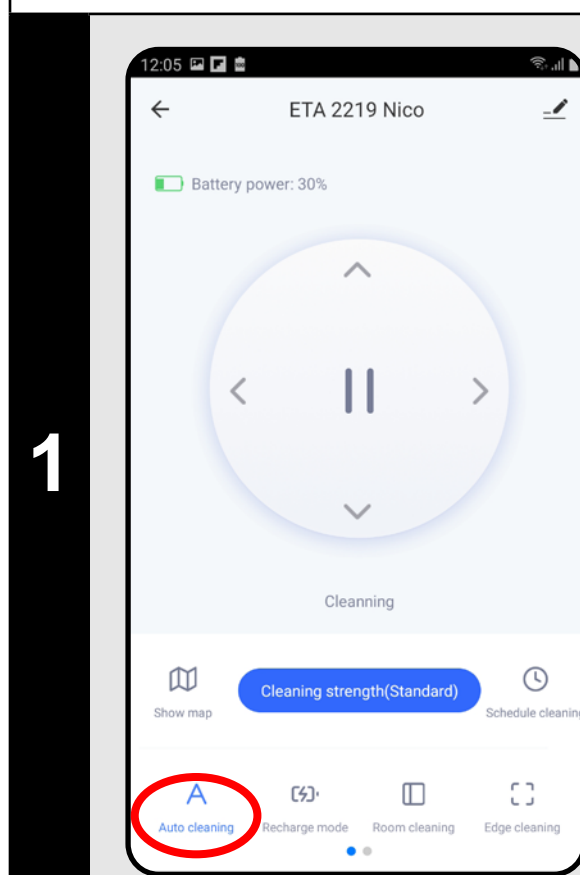 12:05
ETA 2219 Nico
Battery power: 30%
1
Cleanning
Show map
Cleaning strength(Standard)
Schedule cleaning
Auto cleaning
Recharge mode
Room cleaning
Edge cleaning